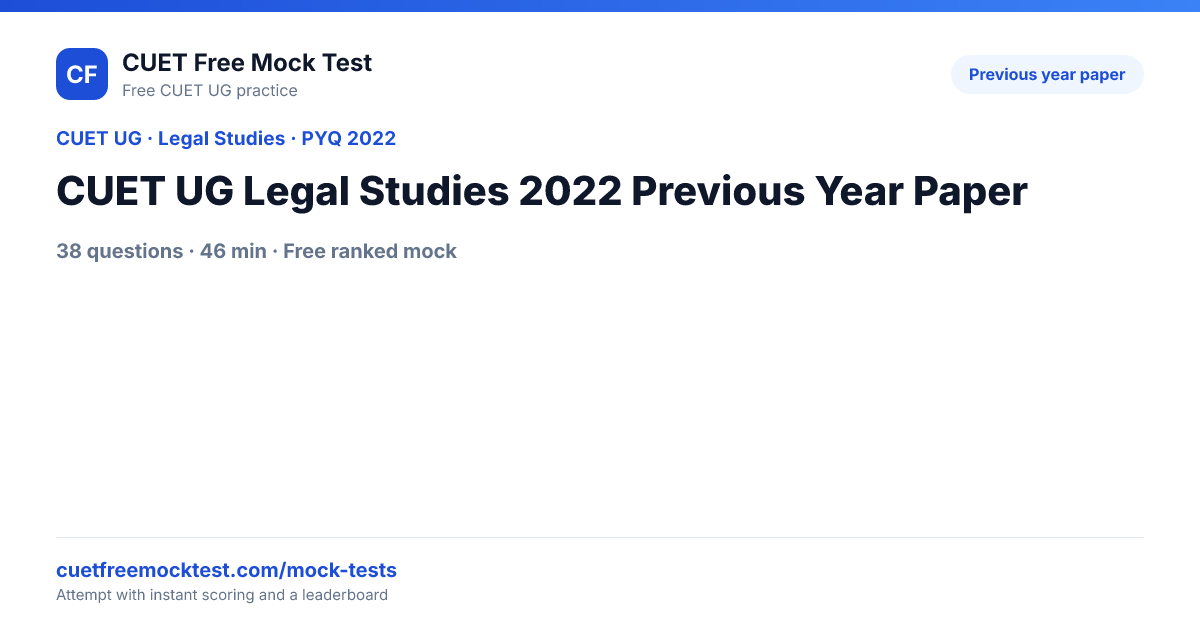 CF
CUET Free Mock Test
Free CUET UG practice
Previous year paper
CUET UG · Legal Studies · PYQ 2022
CUET UG Legal Studies 2022 Previous Year Paper
38 questions · 46 min · Free ranked mock
cuetfreemocktest.com/mock-tests
Attempt with instant scoring and a leaderboard